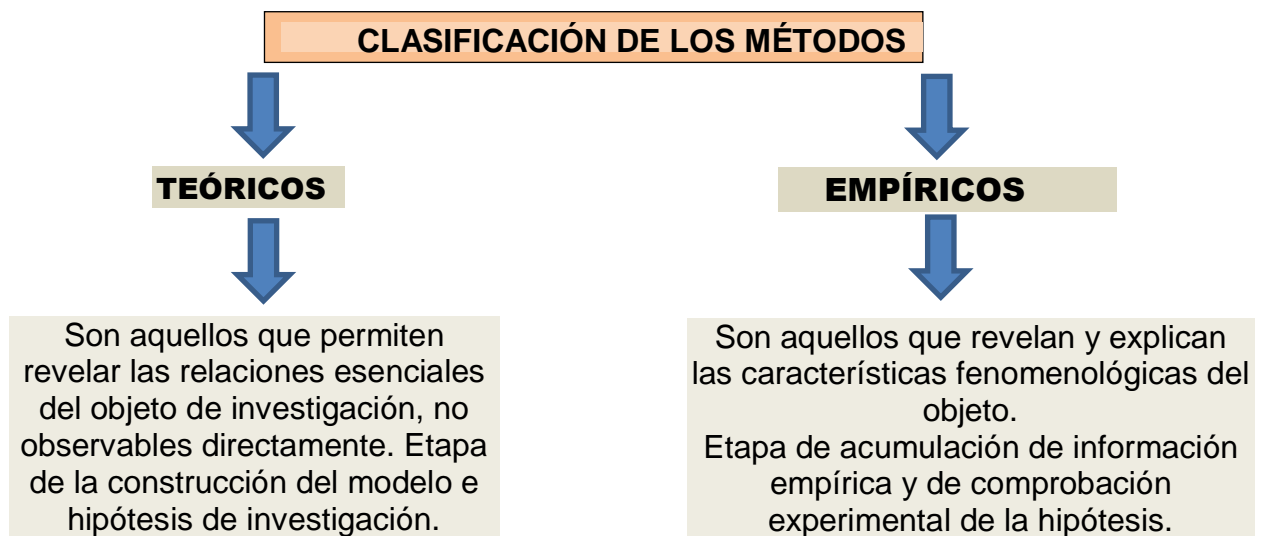 CLASIFICACIÓN DE LOS MÉTODOS
TEÓRICOS
Son aquellos que permiten
revelar las relaciones esenciales
del objeto de investigación, no
observables directamente. Etapa
de la construcción del modelo e
hipótesis de investigación.
EMPÍRICOS
Son aquellos que revelan y explican
las características fenomenológicas del
objeto.
Etapa de acumulación de información
empírica y de comprobación
experimental de la hipótesis.